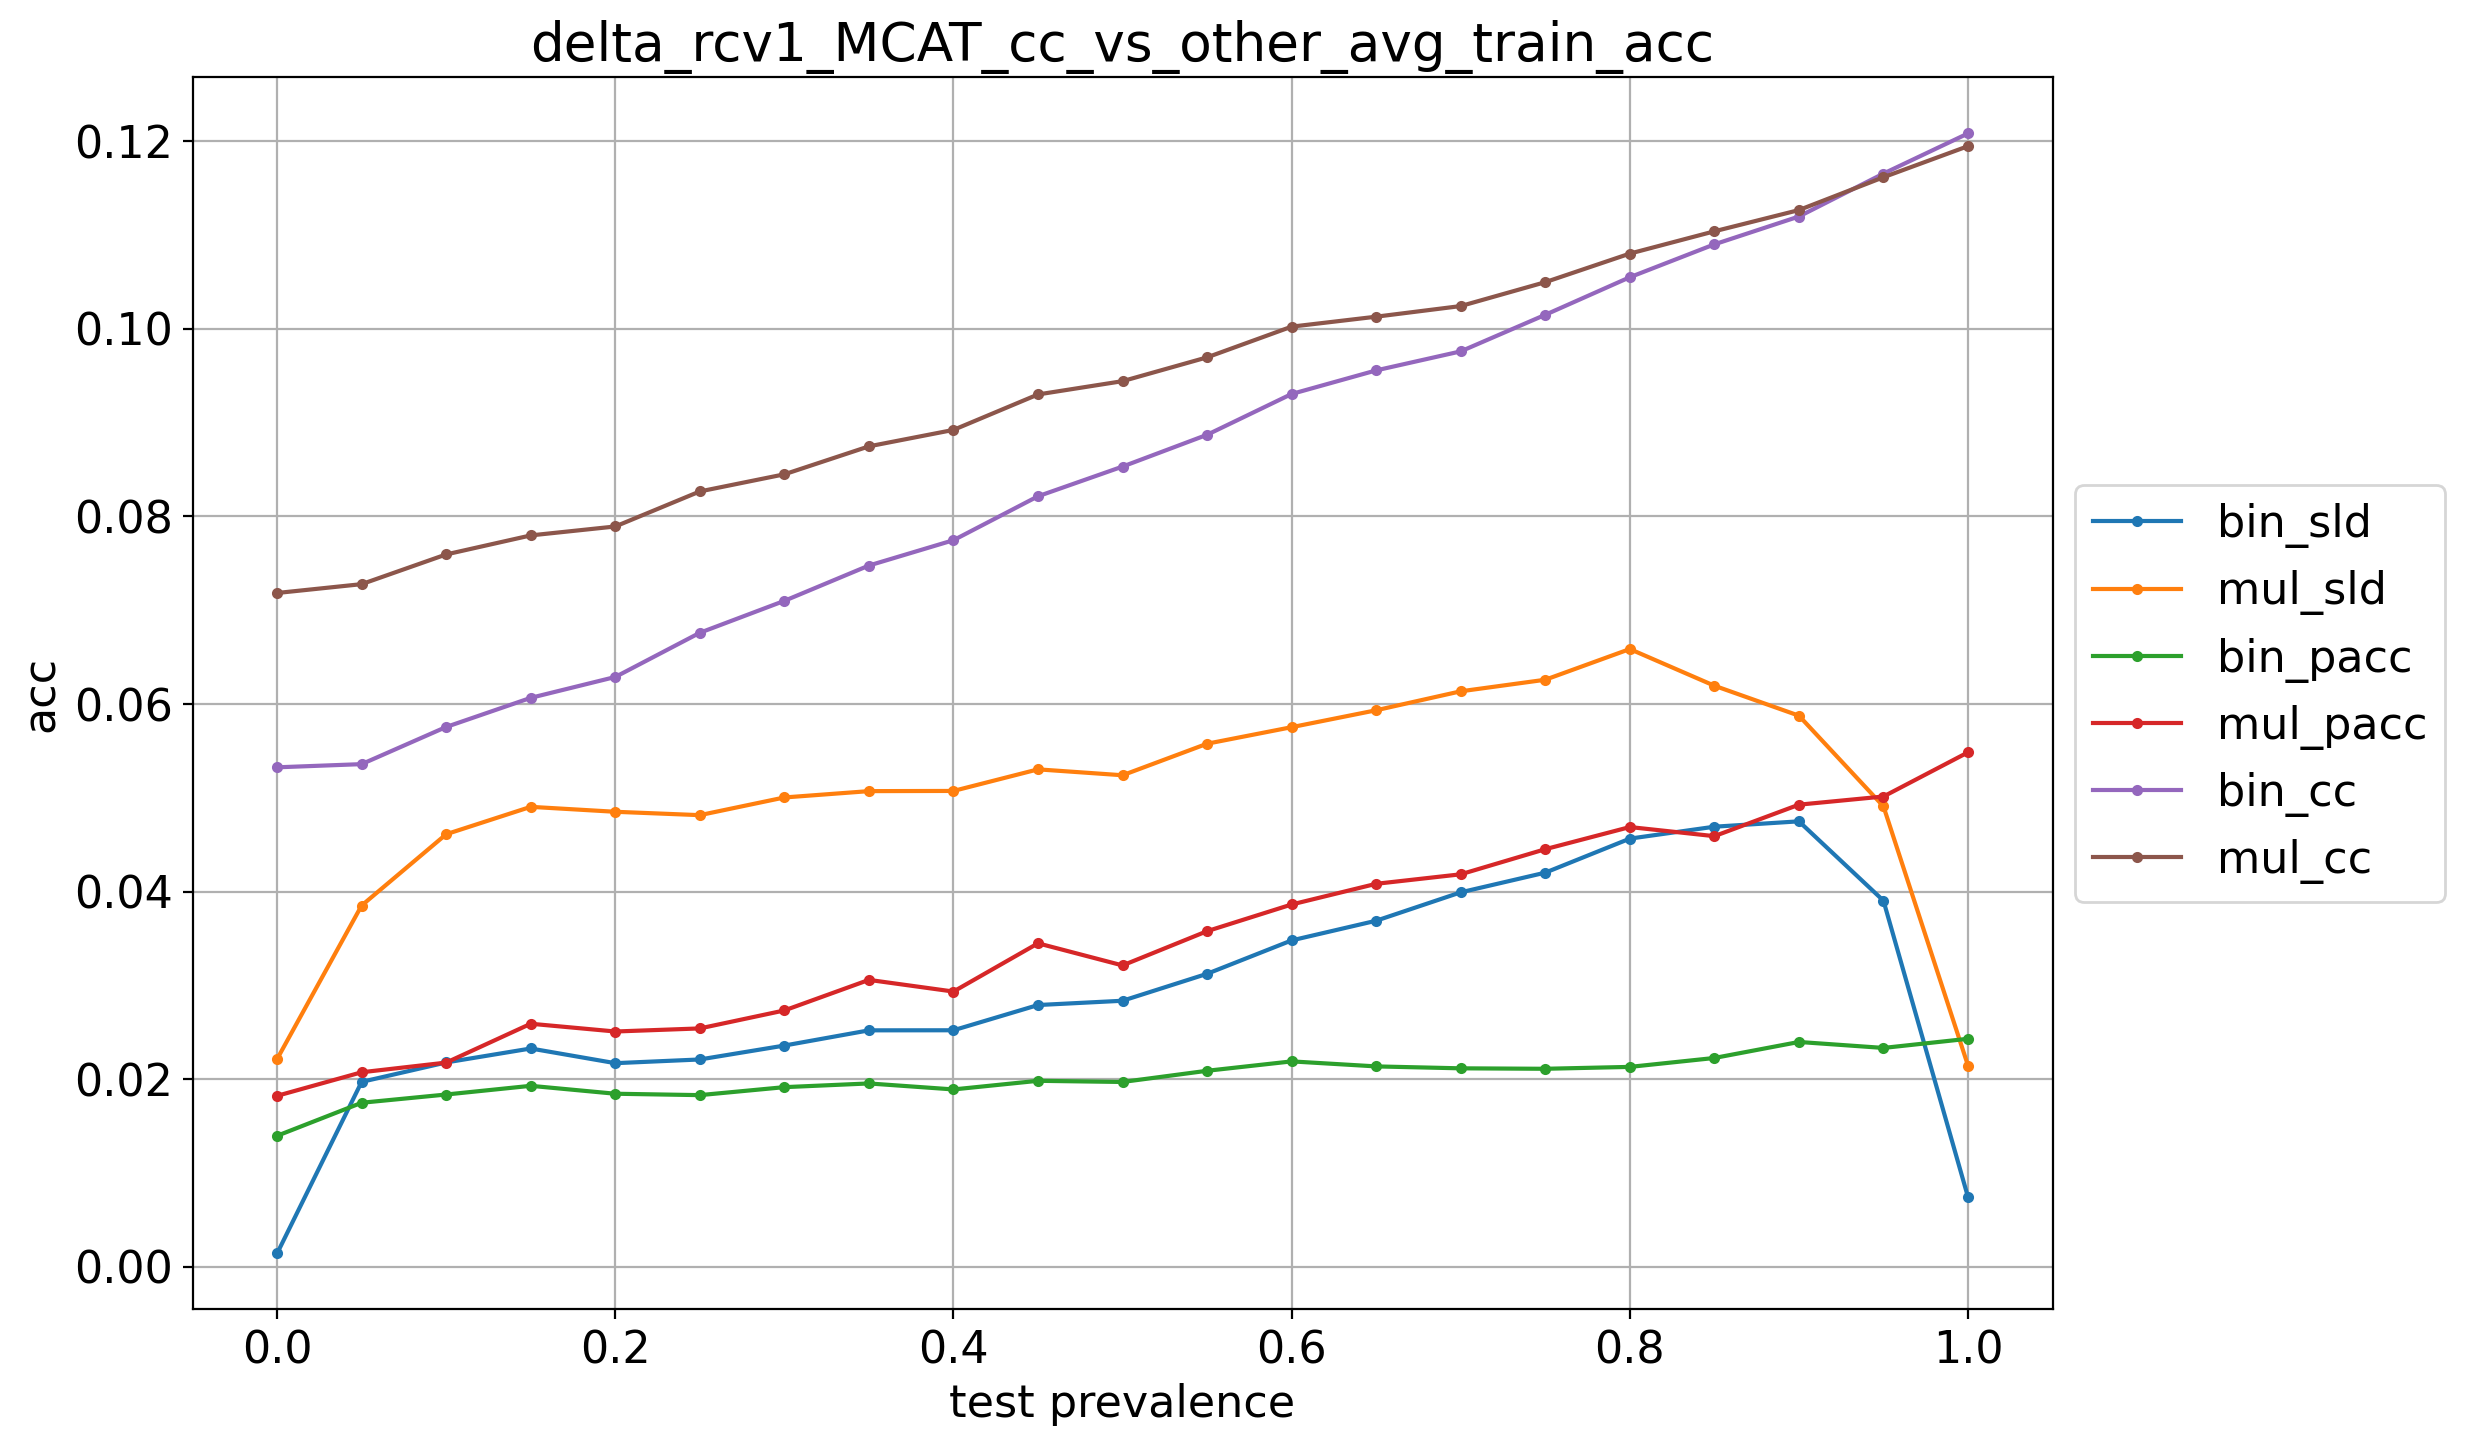 delta_rcv1_MCAT_cc_vs_other_avg_train_acc
0.12
0.10
0.08
0.06
0.04
0.02
0.00
acc
0.0 0.2 0.4 0.6 0.8 1.0
test prevalence
bin_sld
mul_sld
bin_pacc
mul_pacc
bin_cc
mul_cc